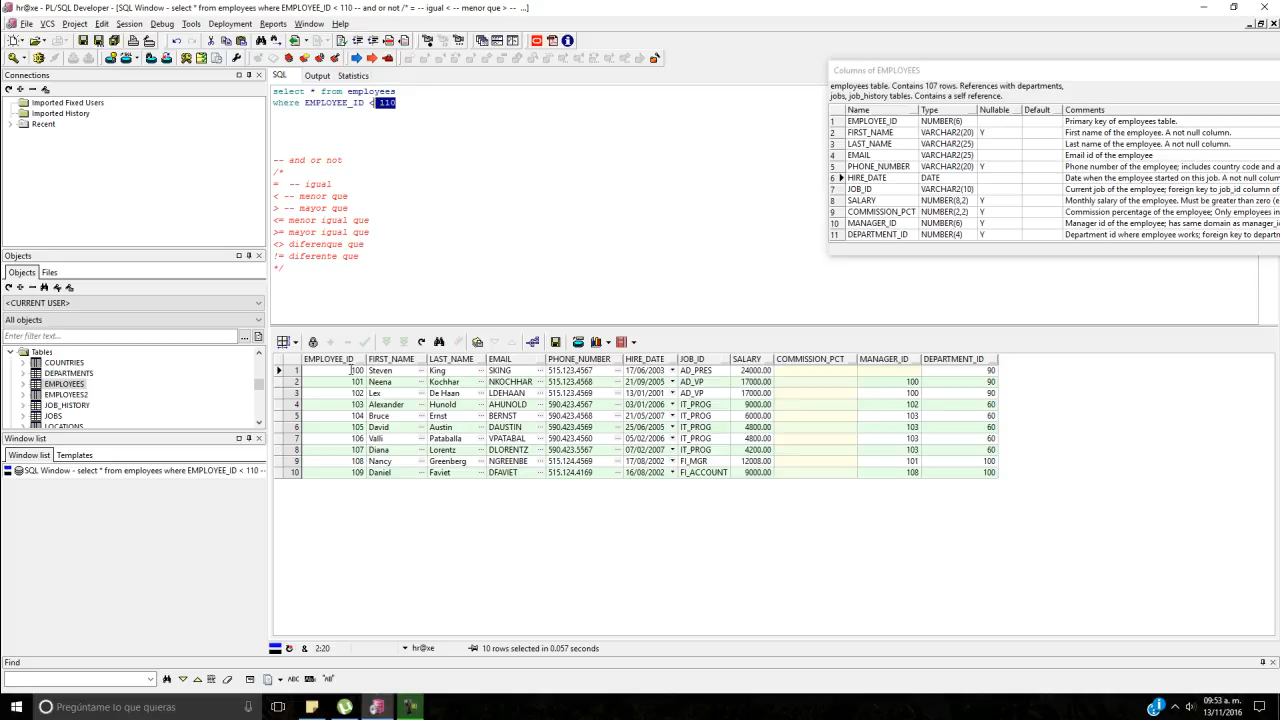 hr@xe - PL/SQL Developer - [SQL Window - select * from employees where EMPLOYEE_ID < 110 -- and or not /* = -- igual < -- menor que > -- ...]
File VCS Project Edit Session Debug Tools Deployment Reports Window Help
Connections
Imported Fixed Users
Imported History
Recent
Objects
Objects Files
<CURRENT USER>
All objects
Enter filter text...
Tables
COUNTRIES
DEPARTMENTS
EMPLOYEES
EMPLOYEES2
JOB_HISTORY
JOBS
LOCATIONS
Window list
Window list Templates
SQL Window - select * from employees where EMPLOYEE_ID < 110 --
SQL Output Statistics
select * from employees
where EMPLOYEE_ID < 110
-- and or not
/*
= -- igual
< -- menor que
> -- mayor que
<= menor igual que
>= mayor igual que
<> diferenque que
!= diferente que
*/
Columns of EMPLOYEES
employees table. Contains 107 rows. References with departments,
jobs, job_history tables. Contains a self reference.
Name Type Nullable Default Comments
1 EMPLOYEE_ID NUMBER(6) Primary key of employees table.
2 FIRST_NAME VARCHAR2(20) Y First name of the employee. A not null column.
3 LAST_NAME VARCHAR2(25) Last name of the employee. A not null column.
4 EMAIL VARCHAR2(25) Email id of the employee
5 PHONE_NUMBER VARCHAR2(20) Y Phone number of the employee; includes country code and a
6 HIRE_DATE DATE Date when the employee started on this job. A not null column
7 JOB_ID VARCHAR2(10) Current job of the employee; foreign key to job_id column of
8 SALARY NUMBER(8,2) Y Monthly salary of the employee. Must be greater than zero (e
9 COMMISSION_PCT NUMBER(2,2) Y Commission percentage of the employee; Only employees in
10 MANAGER_ID NUMBER(6) Y Manager id of the employee; has same domain as manager_i
11 DEPARTMENT_ID NUMBER(4) Y Department id where employee works; foreign key to depart
EMPLOYEE_ID FIRST_NAME LAST_NAME EMAIL PHONE_NUMBER HIRE_DATE JOB_ID SALARY COMMISSION_PCT MANAGER_ID DEPARTMENT_ID
1 100 Steven King SKING 515.123.4567 17/06/2003 AD_PRES 24000.00 90
2 101 Neena Kochhar NKOCHHAR 515.123.4568 21/09/2005 AD_VP 17000.00 100 90
3 102 Lex De Haan LDEHAAN 515.123.4569 13/01/2001 AD_VP 17000.00 100 90
4 103 Alexander Hunold AHUNOLD 590.423.4567 03/01/2006 IT_PROG 9000.00 102 60
5 104 Bruce Ernst BERNST 590.423.4568 21/05/2007 IT_PROG 6000.00 103 60
6 105 David Austin DAUSTIN 590.423.4569 25/06/2005 IT_PROG 4800.00 103 60
7 106 Valli Pataballa VPATABAL 590.423.4560 05/02/2006 IT_PROG 4800.00 103 60
8 107 Diana Lorentz DLORENTZ 590.423.5567 07/02/2007 IT_PROG 4200.00 103 60
9 108 Nancy Greenberg NGREENBE 515.124.4569 17/08/2002 FI_MGR 12008.00 101 100
10 109 Daniel Faviet DFAVIET 515.124.4169 16/08/2002 FI_ACCOUNT 9000.00 108 100
& 2:20 hr@xe 10 rows selected in 0.057 seconds
Find
ABC "AB"
Pregúntame lo que quieras
09:53 a. m.
13/11/2016